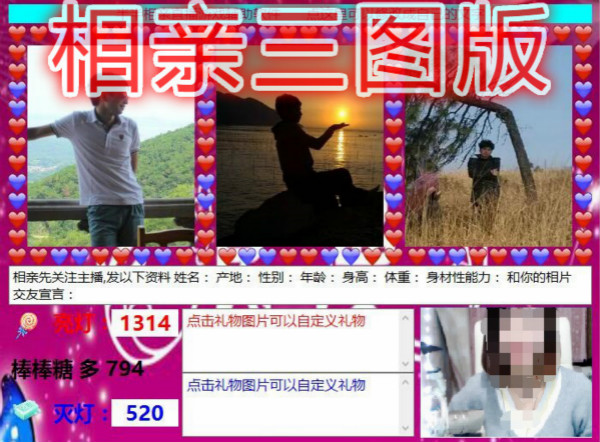 相亲三图版
相亲先关注主播,发以下资料 姓名： 产地： 性别： 年龄： 身高： 体重： 身材性能力： 和你的相片
交友宣言：
亮灯： 1314
点击礼物图片可以自定义礼物
棒棒糖 多 794
点击礼物图片可以自定义礼物
灭灯： 520